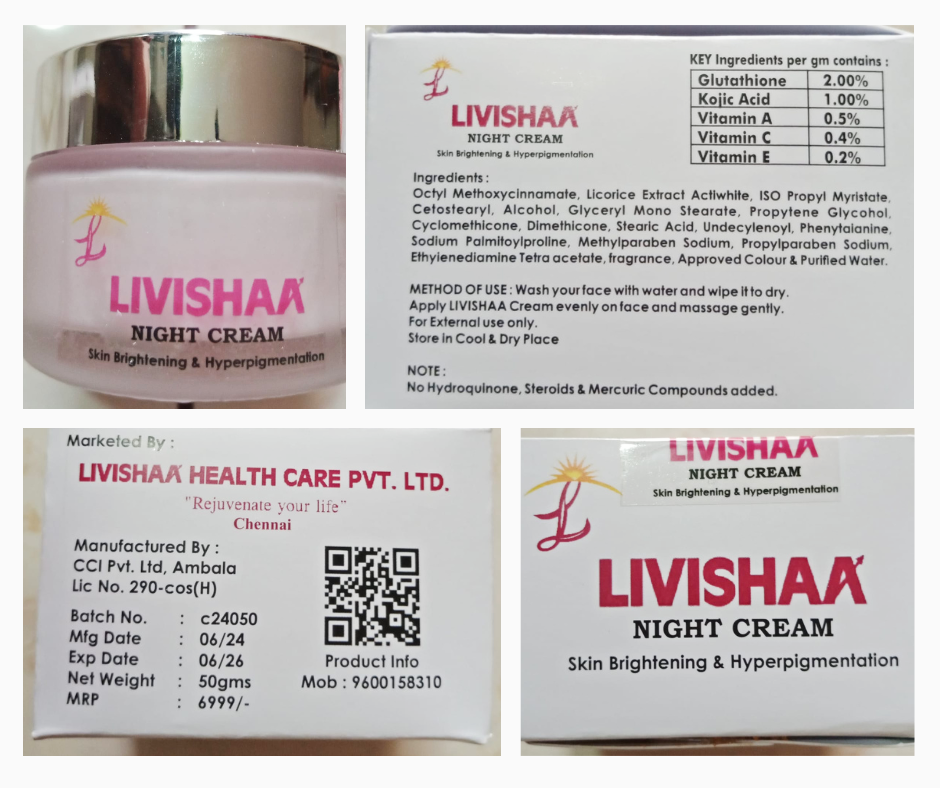 LIVISHAA
NIGHT CREAM
Skin Brightening & Hyperpigmentation
LIVISHAA
NIGHT CREAM
Skin Brightening & Hyperpigmentation
KEY Ingredients per gm contains :
Glutathione 2.00%
Kojic Acid 1.00%
Vitamin A 0.5%
Vitamin C 0.4%
Vitamin E 0.2%
Ingredients :
Octyl Methoxycinnamate, Licorice Extract Actiwhite, ISO Propyl Myristate,
Cetostearyl, Alcohol, Glyceryl Mono Stearate, Propytene Glycohol,
Cyclomethicone, Dimethicone, Stearic Acid, Undecylenoyl, Phenytalanine,
Sodium Palmitoylproline, Methylparaben Sodium, Propylparaben Sodium,
Ethyienediamine Tetra acetate, fragrance, Approved Colour & Purified Water.
METHOD OF USE : Wash your face with water and wipe it to dry.
Apply LIVISHAA Cream evenly on face and massage gently.
For External use only.
Store in Cool & Dry Place
NOTE :
No Hydroquinone, Steroids & Mercuric Compounds added.
Marketed By :
LIVISHAA HEALTH CARE PVT. LTD.
"Rejuvenate your life"
Chennai
Manufactured By :
CCI Pvt. Ltd, Ambala
Lic No. 290-cos(H)
Batch No. : c24050
Mfg Date : 06/24
Exp Date : 06/26
Net Weight : 50gms
MRP : 6999/-
Product Info
Mob : 9600158310
LIVISHAA
NIGHT CREAM
Skin Brightening & Hyperpigmentation
LIVISHAA
NIGHT CREAM
Skin Brightening & Hyperpigmentation